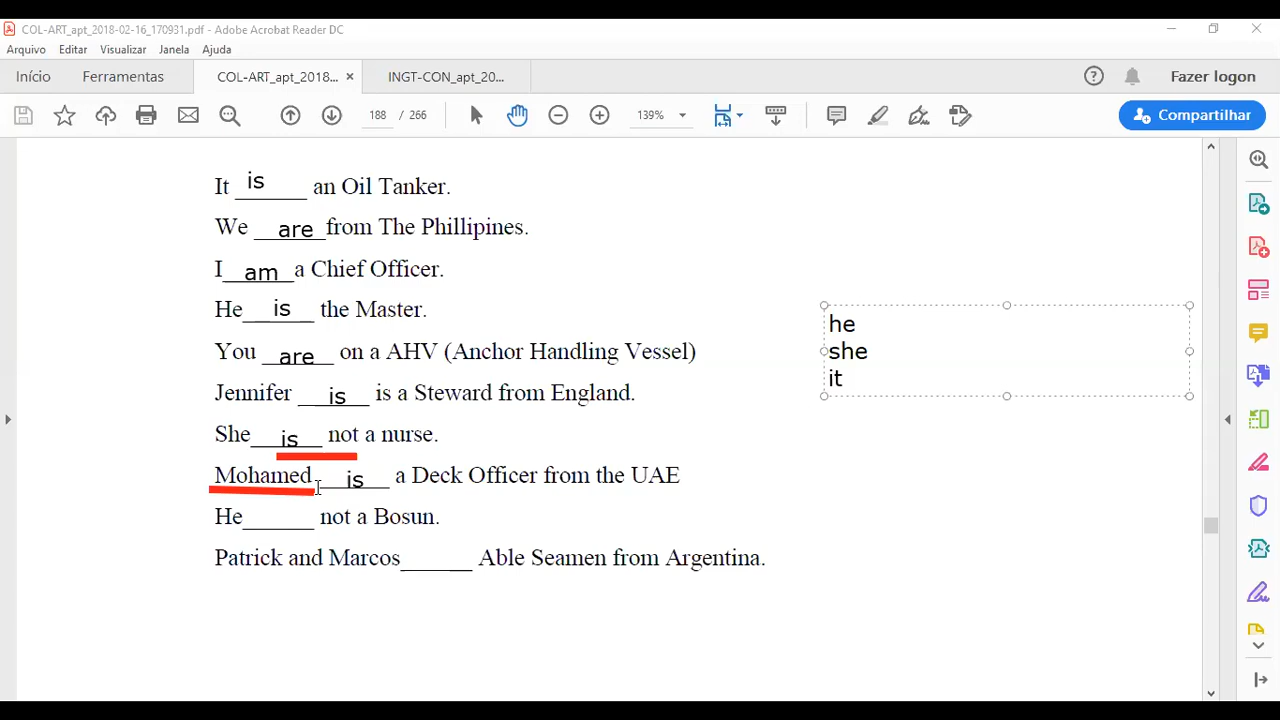 COL-ART_apt_2018-02-16_170931.pdf - Adobe Acrobat Reader DC
Arquivo Editar Visualizar Janela Ajuda
Início Ferramentas COL-ART_apt_2018... × INGT-CON_apt_20... Fazer logon
188 / 266 139% Compartilhar
It is an Oil Tanker.
We are from The Phillipines.
I am a Chief Officer.
He is the Master.
he
You are on a AHV (Anchor Handling Vessel)
she
it
Jennifer is is a Steward from England.
She is not a nurse.
Mohamed is a Deck Officer from the UAE
He______ not a Bosun.
Patrick and Marcos______ Able Seamen from Argentina.